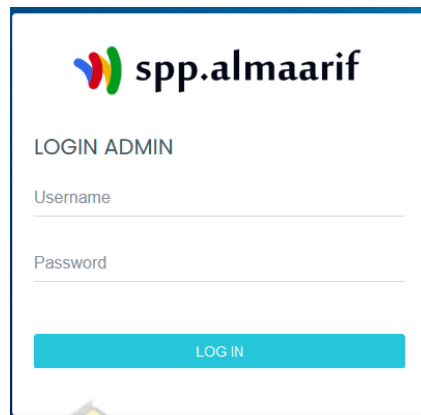 spp.almaarif
LOGIN ADMIN
Username
Password
LOG IN